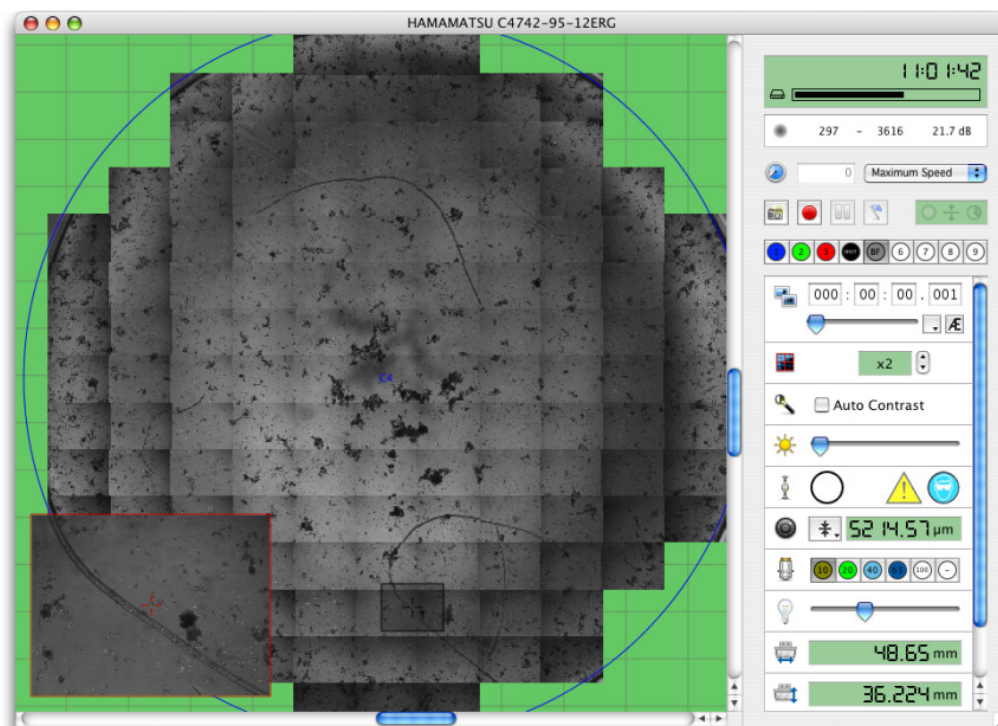 HAMAMATSU C4742-95-12ERG
11:01:42
297 - 3616 21.7 dB
0 Maximum Speed
1 2 3 SHUT BF 6 7 8 9
000 : 00 : 00 . 001
Æ
x2
C4
Auto Contrast
5214.57 µm
10 20 40 63 100 -
48.65 mm
36.224 mm